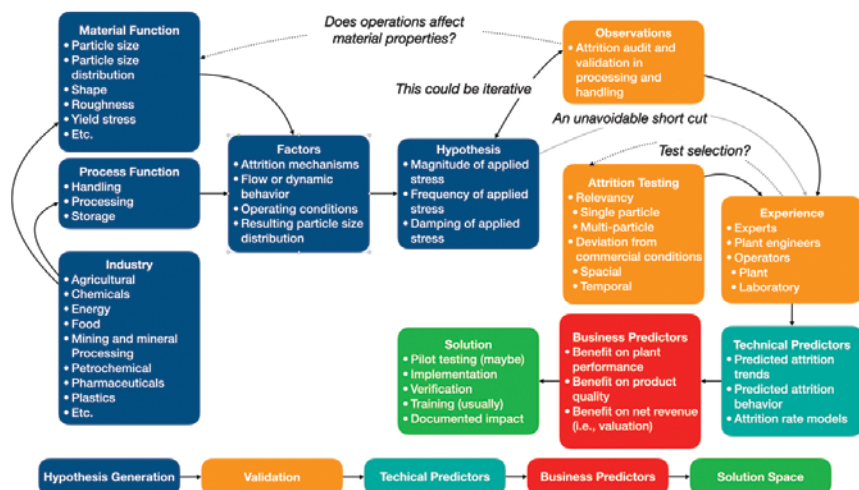 Material Function
• Particle size
• Particle size
distribution
• Shape
• Roughness
• Yield stress
• Etc.
Does operations affect
material properties?
Observations
• Attrition audit and
validation in
processing and
handling
This could be iterative
An unavoidable short cut
Test selection?
Process Function
• Handling
• Processing
• Storage
Factors
• Attrition mechanisms
• Flow or dynamic
behavior
• Operating conditions
• Resulting particle size
distribution
Hypothesis
• Magnitude of applied
stress
• Frequency of applied
stress
• Damping of applied
stress
Attrition Testing
• Relevancy
• Single particle
• Multi-particle
• Deviation from
commercial conditions
• Spacial
• Temporal
Experience
• Experts
• Plant engineers
• Operators
• Plant
• Laboratory
Industry
• Agricultural
• Chemicals
• Energy
• Food
• Mining and mineral
Processing
• Petrochemical
• Pharmaceuticals
• Plastics
• Etc.
Solution
• Pilot testing (maybe)
• Implementation
• Verification
• Training (usually)
• Documented impact
Business Predictors
• Benefit on plant
performance
• Benefit on product
quality
• Benefit on net revenue
(i.e., valuation)
Technical Predictors
• Predicted attrition
trends
• Predicted attrition
behavior
• Attrition rate models
Hypothesis Generation
Validation
Techical Predictors
Business Predictors
Solution Space